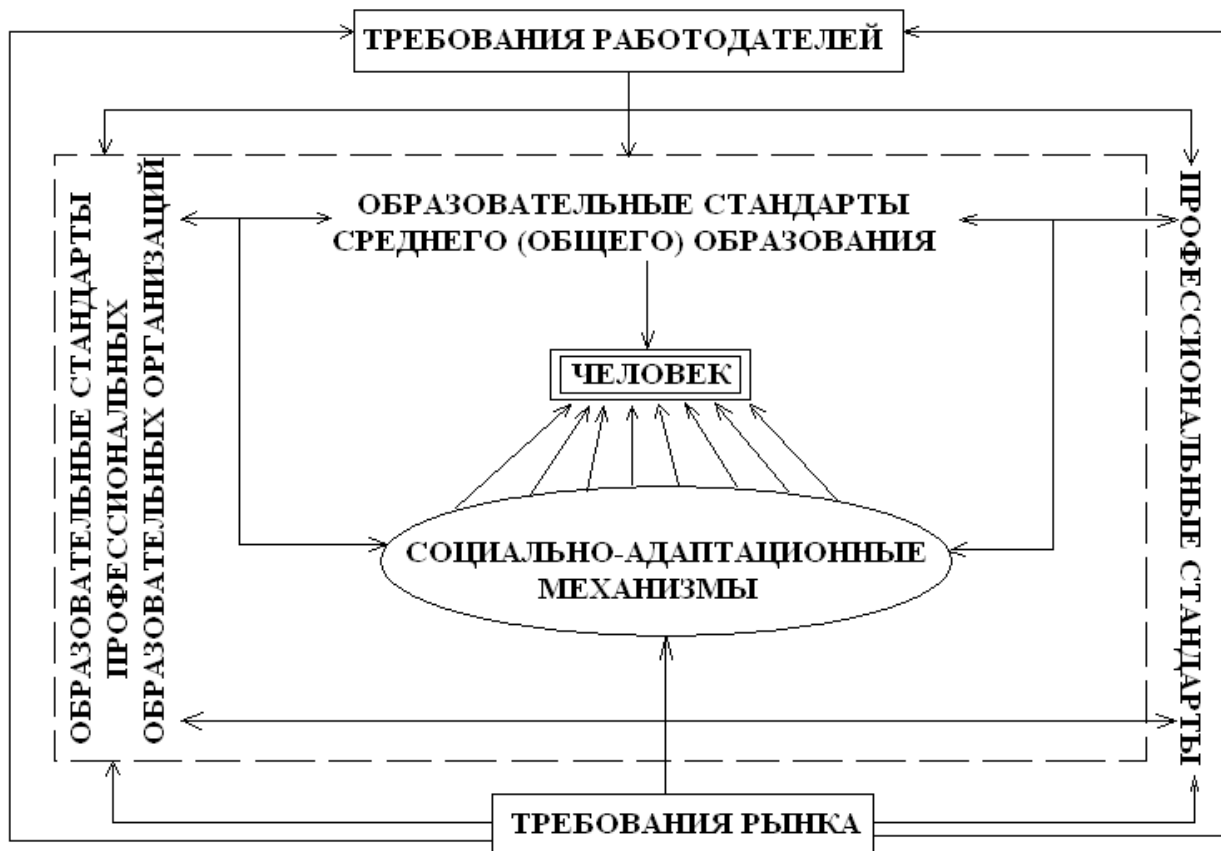 ТРЕБОВАНИЯ РАБОТОДАТЕЛЕЙ
ОБРАЗОВАТЕЛЬНЫЕ СТАНДАРТЫ
ПРОФЕССИОНАЛЬНЫХ
ОБРАЗОВАТЕЛЬНЫХ ОРГАНИЗАЦИЙ
ОБРАЗОВАТЕЛЬНЫЕ СТАНДАРТЫ
СРЕДНЕГО (ОБЩЕГО) ОБРАЗОВАНИЯ
ПРОФЕССИОНАЛЬНЫЕ СТАНДАРТЫ
ЧЕЛОВЕК
СОЦИАЛЬНО-АДАПТАЦИОННЫЕ
МЕХАНИЗМЫ
ТРЕБОВАНИЯ РЫНКА